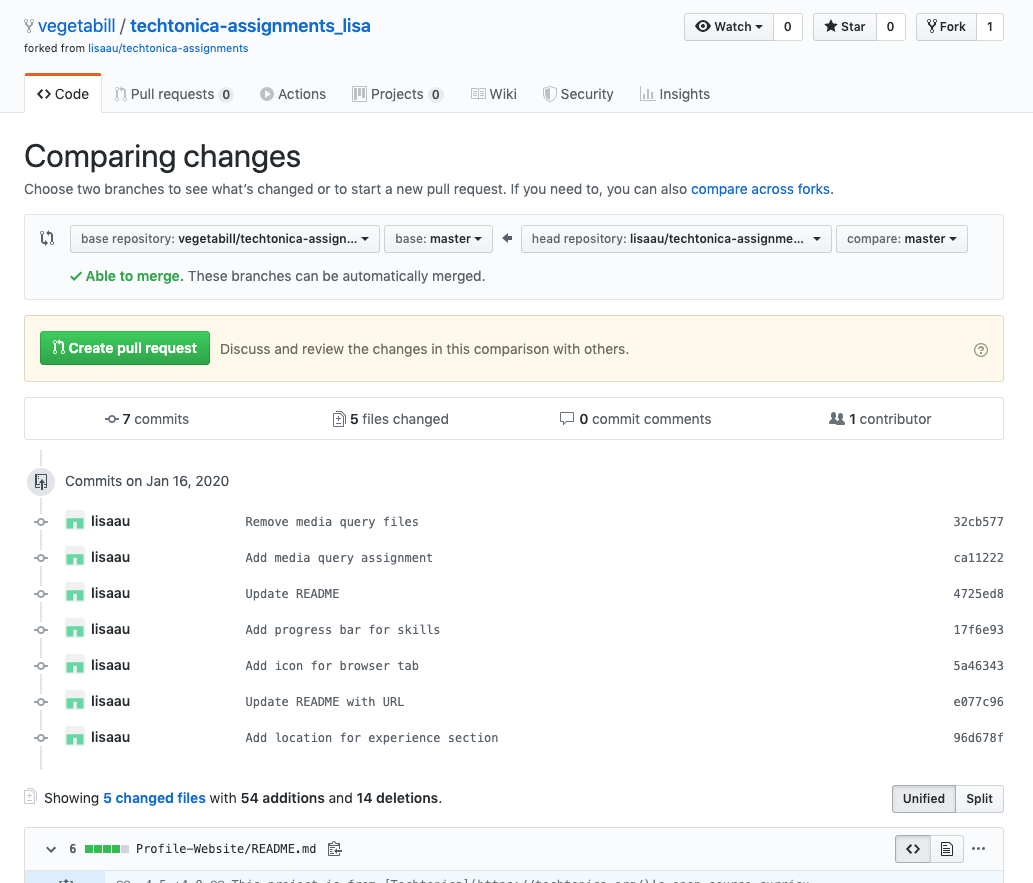 vegetabill / techtonica-assignments_lisa
Watch 0 Star 0 Fork 1
forked from lisaau/techtonica-assignments
Code Pull requests 0 Actions Projects 0 Wiki Security Insights
Comparing changes
Choose two branches to see what's changed or to start a new pull request. If you need to, you can also compare across forks.
base repository: vegetabill/techtonica-assign... base: master head repository: lisaau/techtonica-assignme... compare: master
Able to merge. These branches can be automatically merged.
Create pull request Discuss and review the changes in this comparison with others.
7 commits 5 files changed 0 commit comments 1 contributor
Commits on Jan 16, 2020
lisaau Remove media query files 32cb577
lisaau Add media query assignment ca11222
lisaau Update README 4725ed8
lisaau Add progress bar for skills 17f6e93
lisaau Add icon for browser tab 5a46343
lisaau Update README with URL e077c96
lisaau Add location for experience section 96d678f
Showing 5 changed files with 54 additions and 14 deletions. Unified Split
6 Profile-Website/README.md